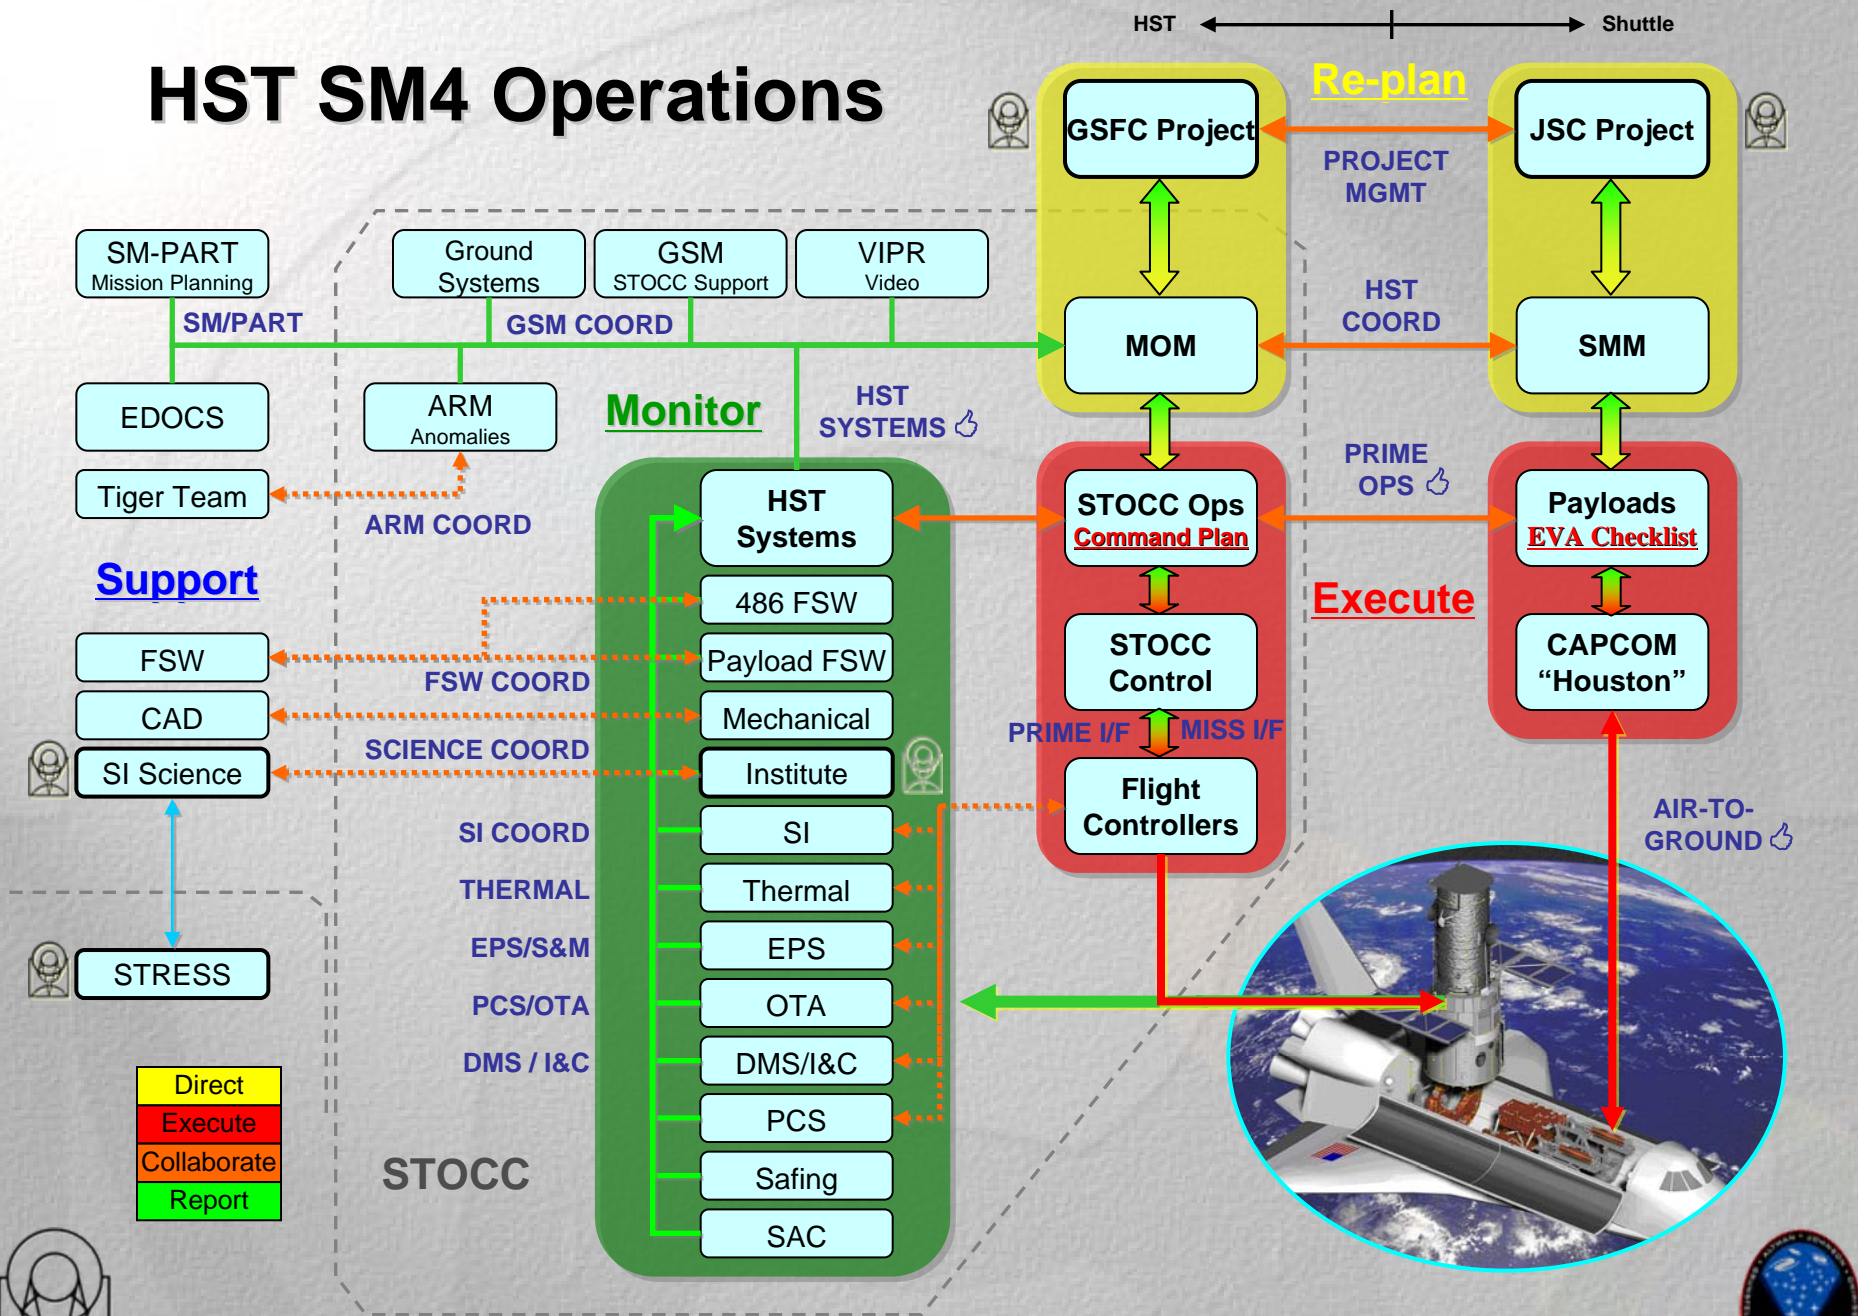 HST
Shuttle
HST SM4 Operations
Re-plan
GSFC Project
JSC Project
PROJECT
MGMT
SM-PART
Mission Planning
Ground
Systems
GSM
STOCC Support
VIPR
Video
HST
COORD
SM/PART
GSM COORD
MOM
SMM
EDOCS
ARM
Anomalies
Monitor
HST
SYSTEMS
PRIME
OPS
Tiger Team
ARM COORD
HST
Systems
STOCC Ops
Command Plan
Payloads
EVA Checklist
Support
486 FSW
Execute
FSW
Payload FSW
FSW COORD
STOCC
Control
CAPCOM
“Houston”
CAD
Mechanical
PRIME I/F
MISS I/F
SCIENCE COORD
SI Science
Institute
Flight
Controllers
AIR-TO-
GROUND
SI COORD
SI
THERMAL
Thermal
EPS/S&M
EPS
STRESS
PCS/OTA
OTA
DMS / I&C
DMS/I&C
Direct
Execute
Collaborate
Report
PCS
STOCC
Safing
SAC
ALTMAN